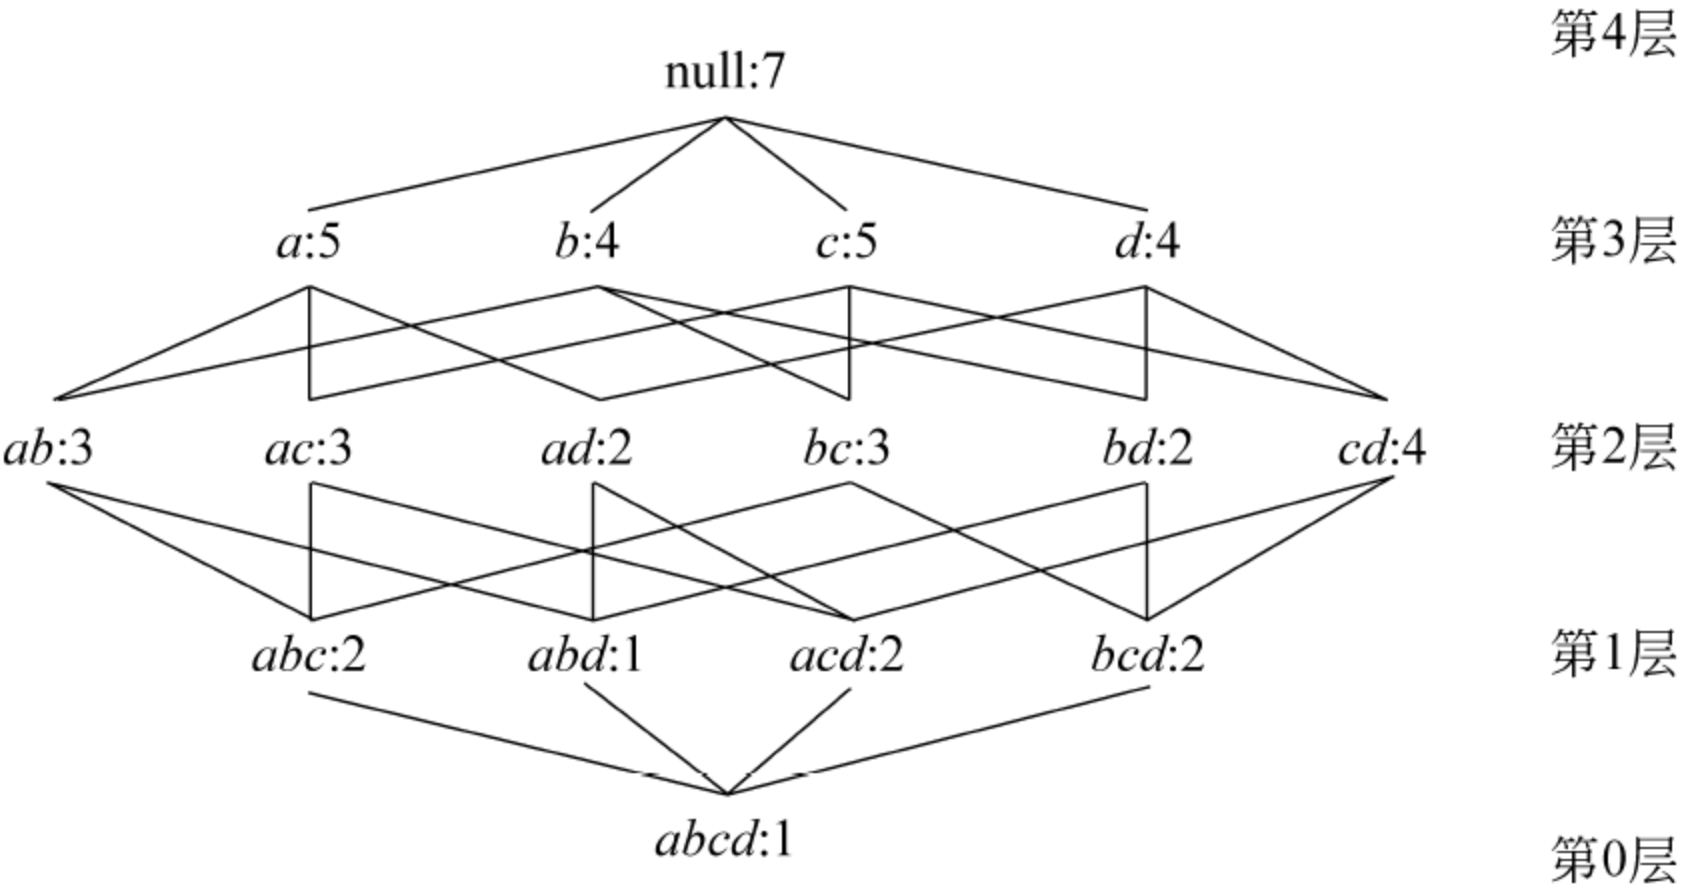 第4层
null:7
a:5 b:4 c:5 d:4 第3层
ab:3 ac:3 ad:2 bc:3 bd:2 cd:4 第2层
abc:2 abd:1 acd:2 bcd:2 第1层
abcd:1
第0层